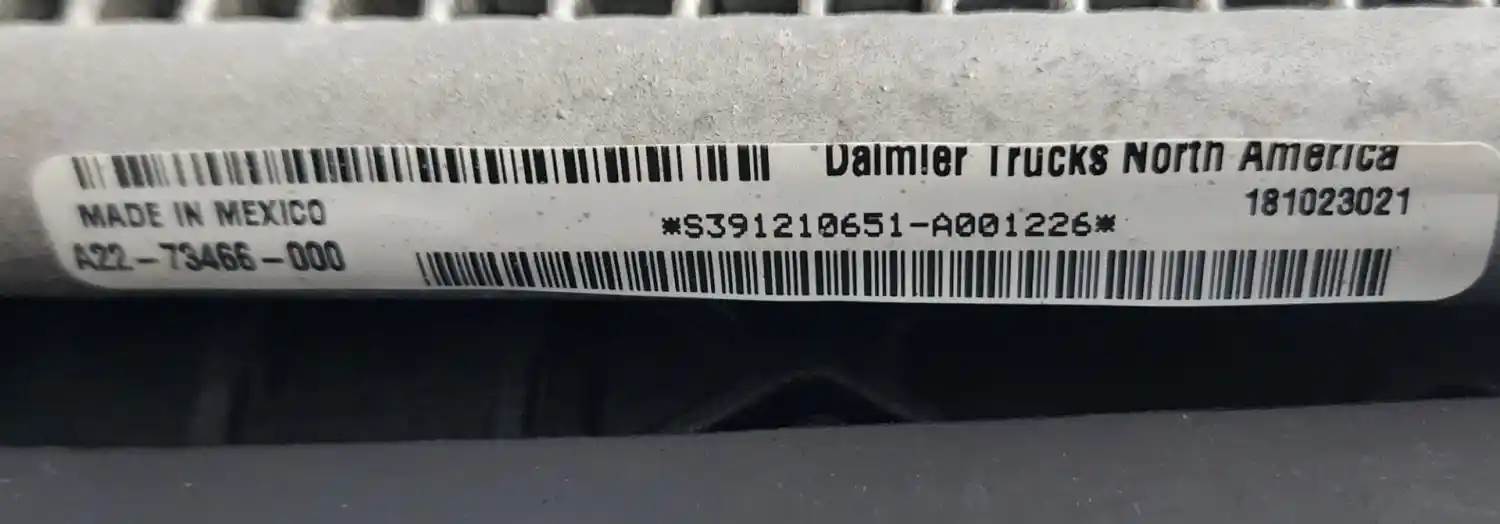 Daimler Trucks North America
181023021
MADE IN MEXICO
*S391210651-A001226*
A22-73466-000